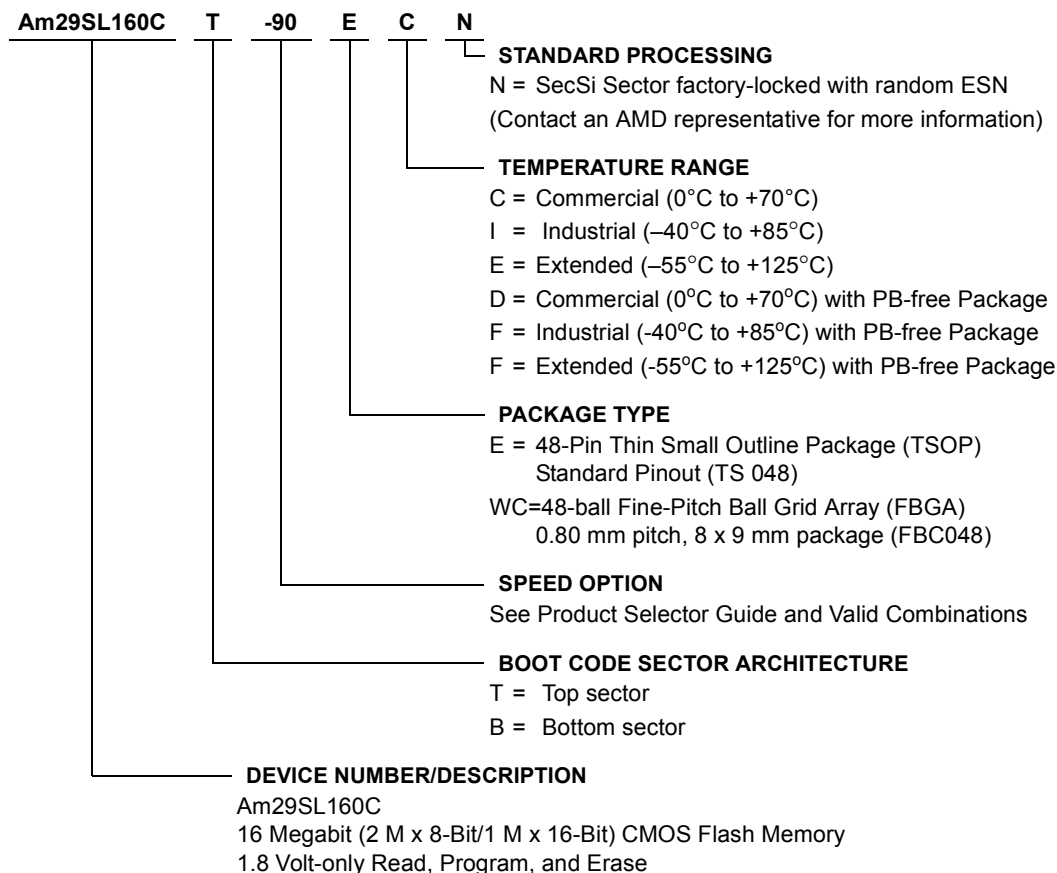 Am29SL160C T -90 E C N
STANDARD PROCESSING
N = SecSi Sector factory-locked with random ESN
(Contact an AMD representative for more information)
TEMPERATURE RANGE
C = Commercial (0°C to +70°C)
I = Industrial (–40°C to +85°C)
E = Extended (–55°C to +125°C)
D = Commercial (0°C to +70°C) with PB-free Package
F = Industrial (-40°C to +85°C) with PB-free Package
F = Extended (-55°C to +125°C) with PB-free Package
PACKAGE TYPE
E = 48-Pin Thin Small Outline Package (TSOP)
Standard Pinout (TS 048)
WC=48-ball Fine-Pitch Ball Grid Array (FBGA)
0.80 mm pitch, 8 x 9 mm package (FBC048)
SPEED OPTION
See Product Selector Guide and Valid Combinations
BOOT CODE SECTOR ARCHITECTURE
T = Top sector
B = Bottom sector
DEVICE NUMBER/DESCRIPTION
Am29SL160C
16 Megabit (2 M x 8-Bit/1 M x 16-Bit) CMOS Flash Memory
1.8 Volt-only Read, Program, and Erase